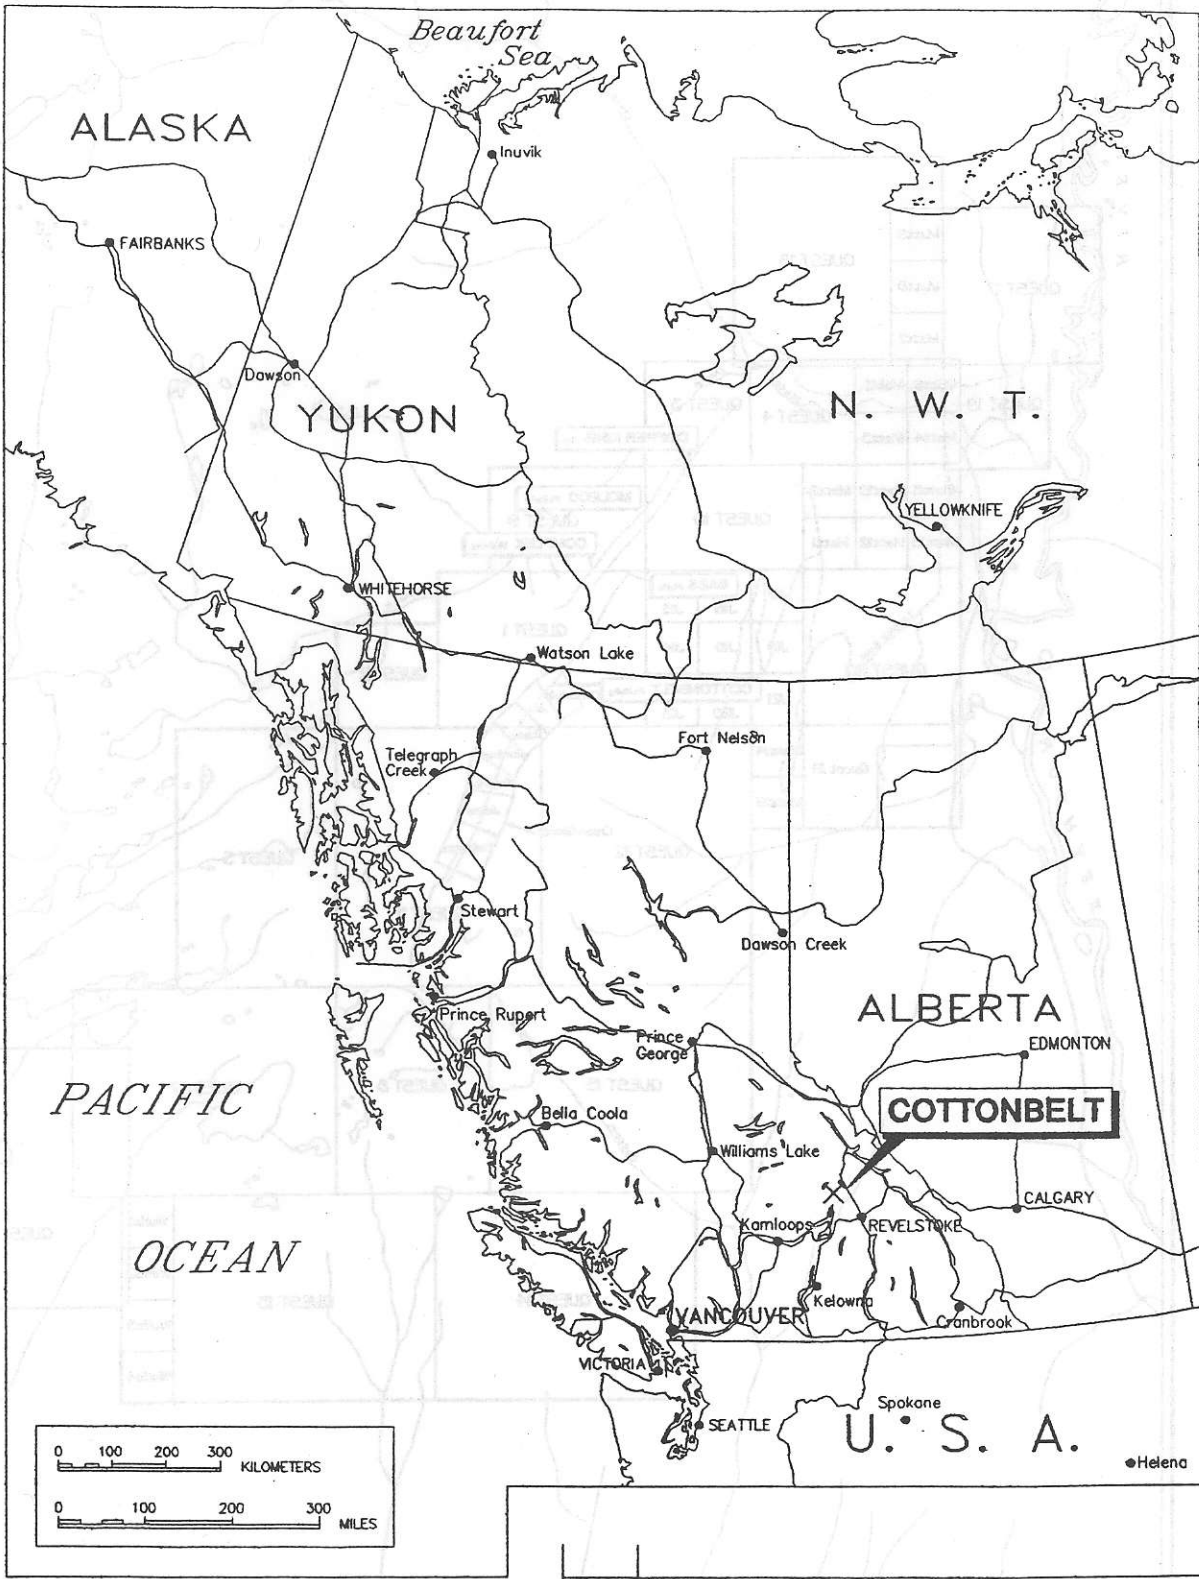 Beaufort
Sea
ALASKA
Inuvik
FAIRBANKS
Dawson
YUKON
N. W. T.
YELLOWKNIFE
WHITEHORSE
Watson Lake
Fort Nelson
Telegraph
Creek
Stewart
Dawson Creek
ALBERTA
Prince Rupert
Prince
George
EDMONTON
PACIFIC
COTTONBELT
Bella Coola
Williams Lake
CALGARY
Kamloops
REVELSTOKE
OCEAN
Kelowna
VANCOUVER
Cranbrook
VICTORIA
Spokane
SEATTLE
U. S. A.
Helena
0 100 200 300
KILOMETERS
0 100 200 300
MILES